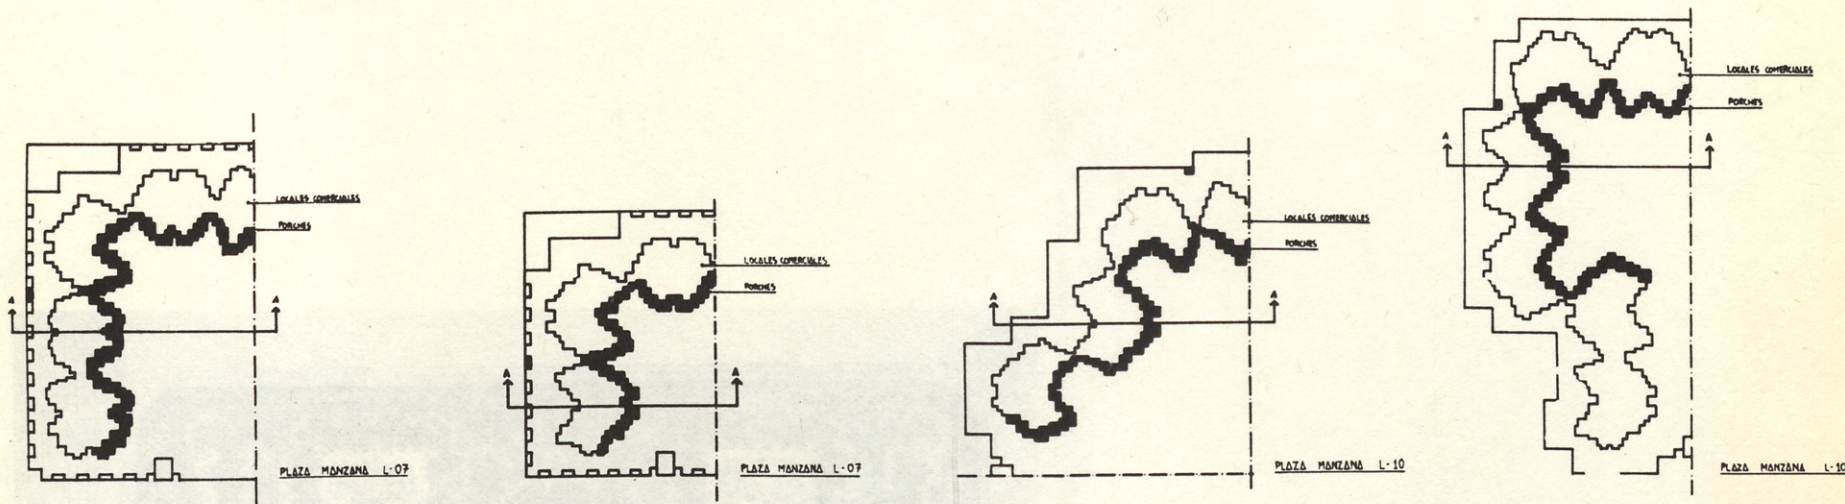 LOCALES COMERCIALES
PORCHES
A
A
PLAZA MANZANA L-07
LOCALES COMERCIALES
PORCHES
A
A
PLAZA MANZANA L-07
LOCALES COMERCIALES
PORCHES
A
A
PLAZA MANZANA L-10
LOCALES COMERCIALES
PORCHES
A
A
PLAZA MANZANA L-10